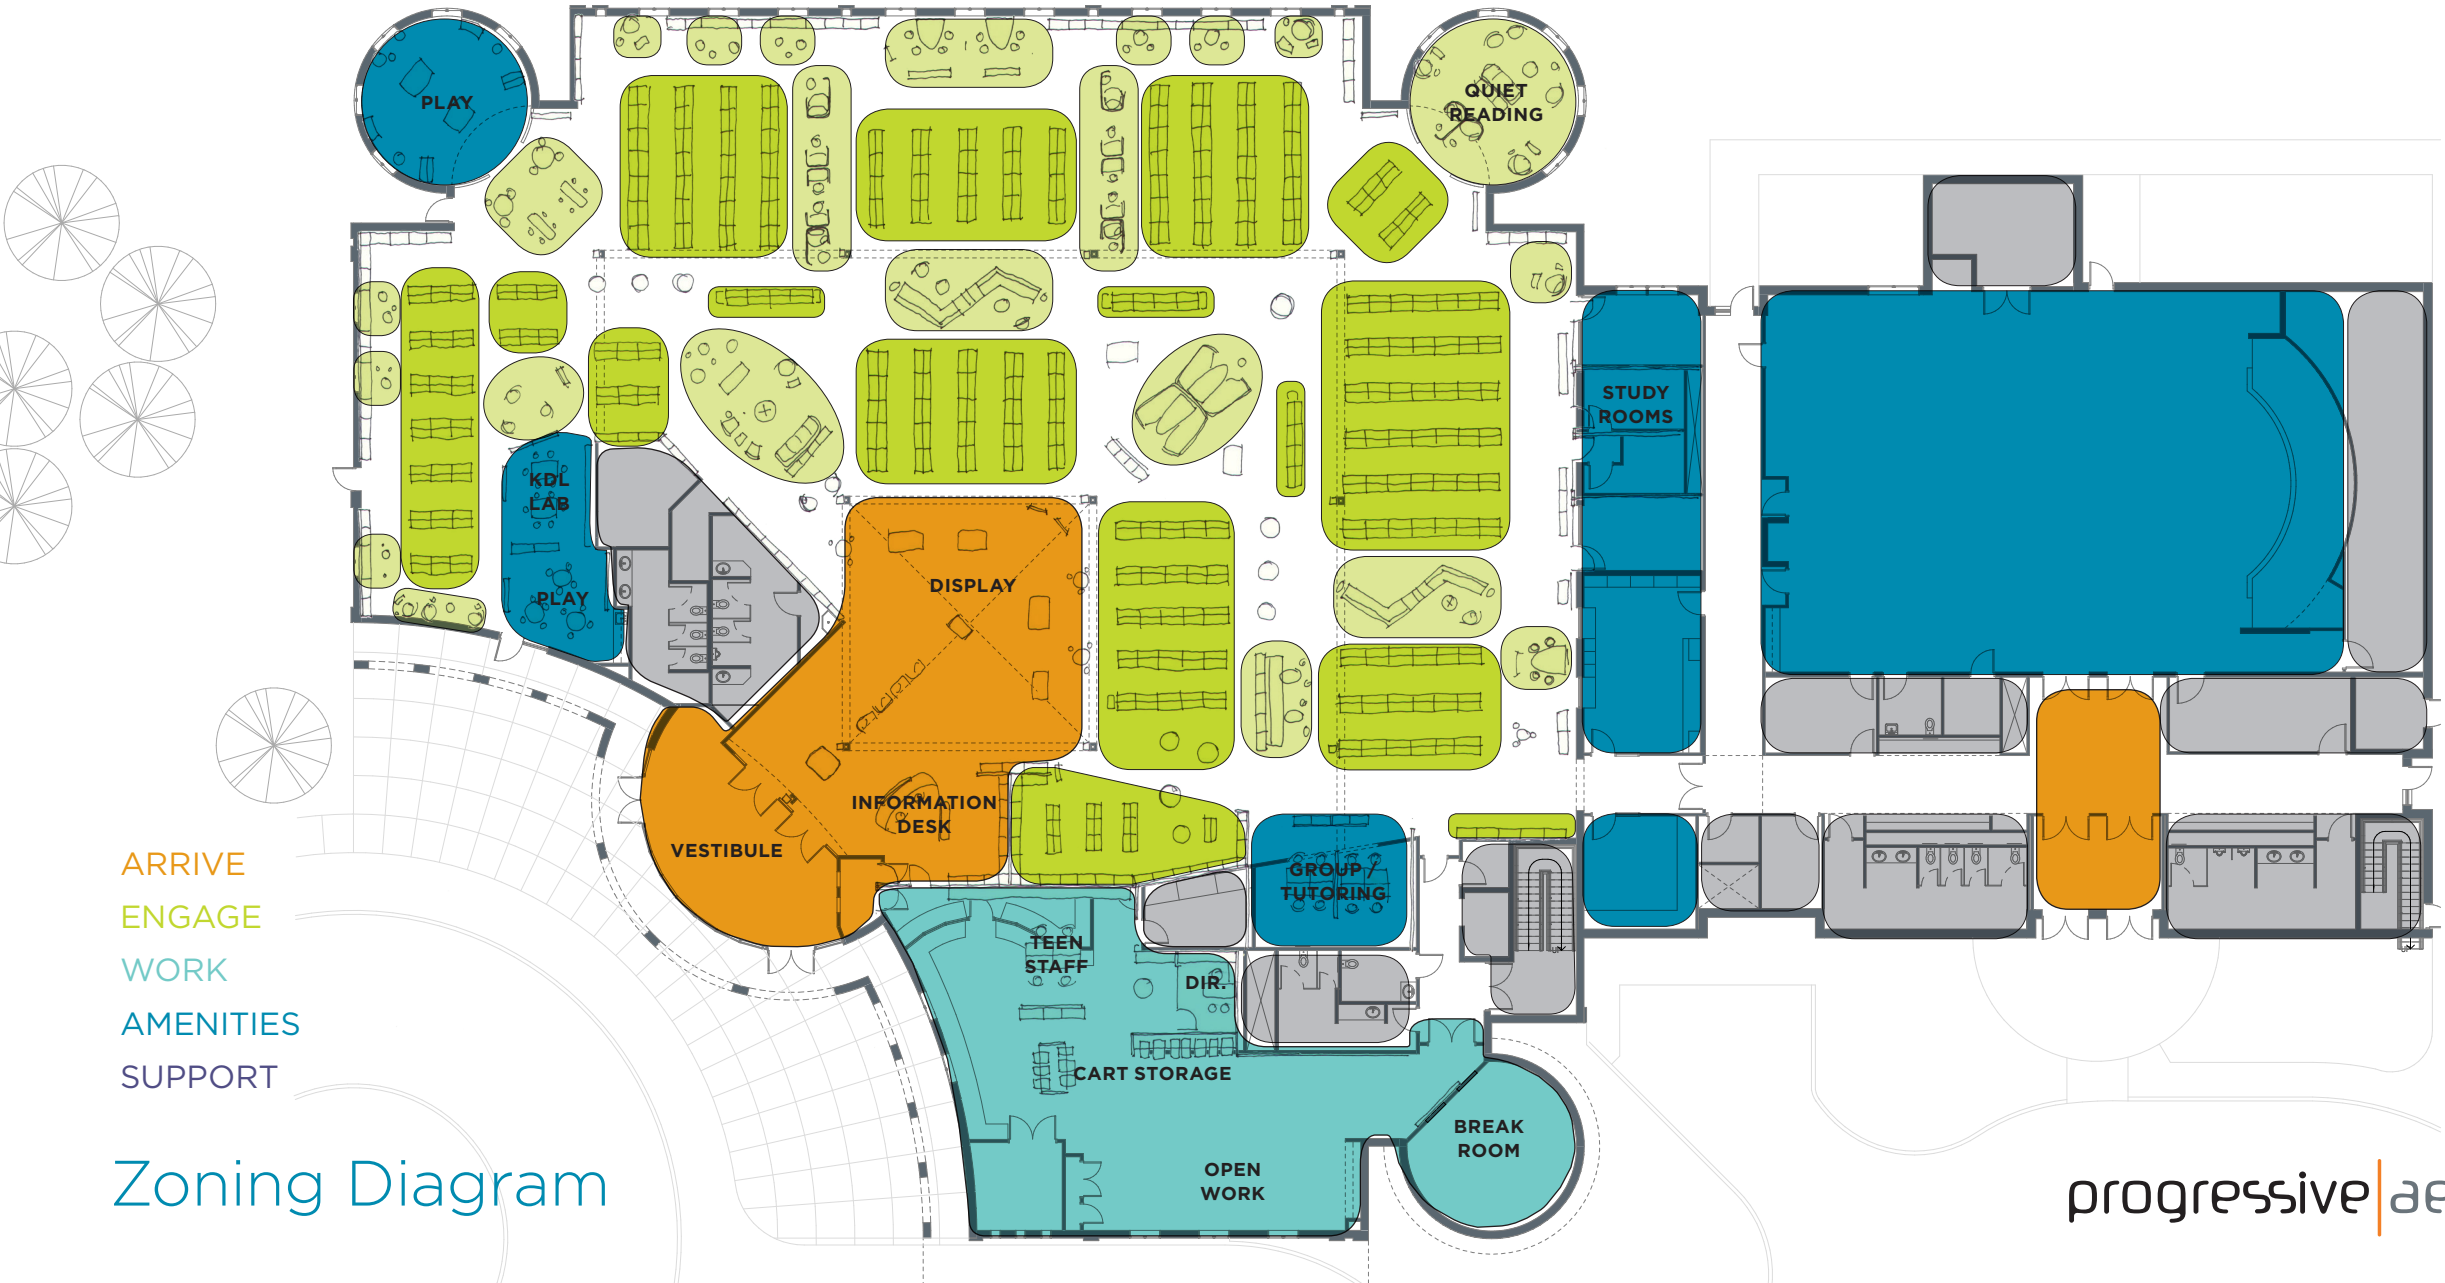 PLAY
QUIET
READING
STUDY
ROOMS
KDL
LAB
PLAY
DISPLAY
INFORMATION
DESK
VESTIBULE
GROUP /
TUTORING
TEEN
STAFF
DIR.
CART STORAGE
BREAK
ROOM
OPEN
WORK
ARRIVE
ENGAGE
WORK
AMENITIES
SUPPORT
Zoning Diagram
progressive|ae